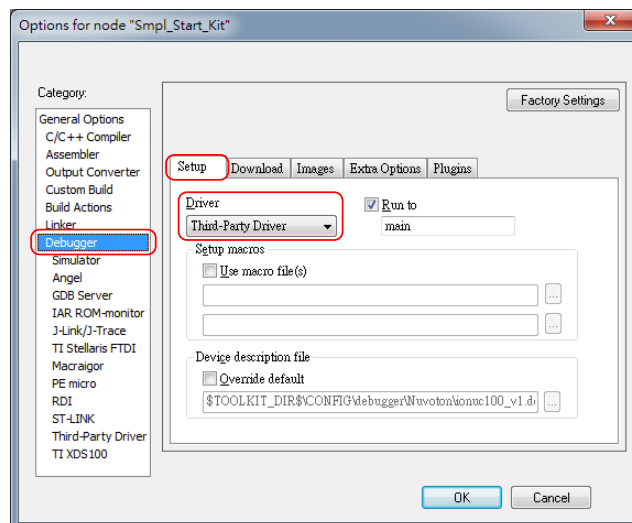 Options for node "Smpl_Start_Kit"
Category:
Factory Settings
General Options
C/C++ Compiler
Assembler
Output Converter
Custom Build
Build Actions
Linker
Debugger
Simulator
Angel
GDB Server
IAR ROM-monitor
J-Link/J-Trace
TI Stellaris FTDI
Macraigor
PE micro
RDI
ST-LINK
Third-Party Driver
TI XDS100
Setup Download Images Extra Options Plugins
Driver
Third-Party Driver
Run to
main
Setup macros
Use macro file(s)
...
...
Device description file
Override default
$TOOLKIT_DIR$\CONFIG\debugger\Nuvoton\ionuc100_v1.d
...
OK Cancel